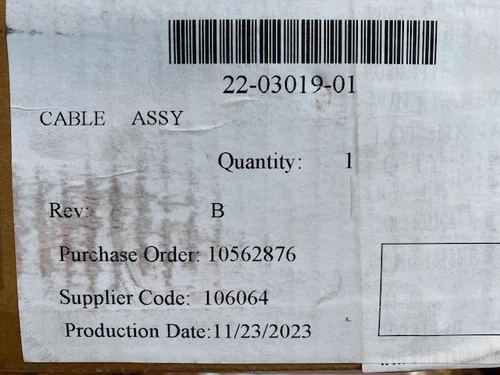 22-03019-01
CABLE ASSY
Quantity: 1
Rev: B
Purchase Order: 10562876
Supplier Code: 106064
Production Date:11/23/2023